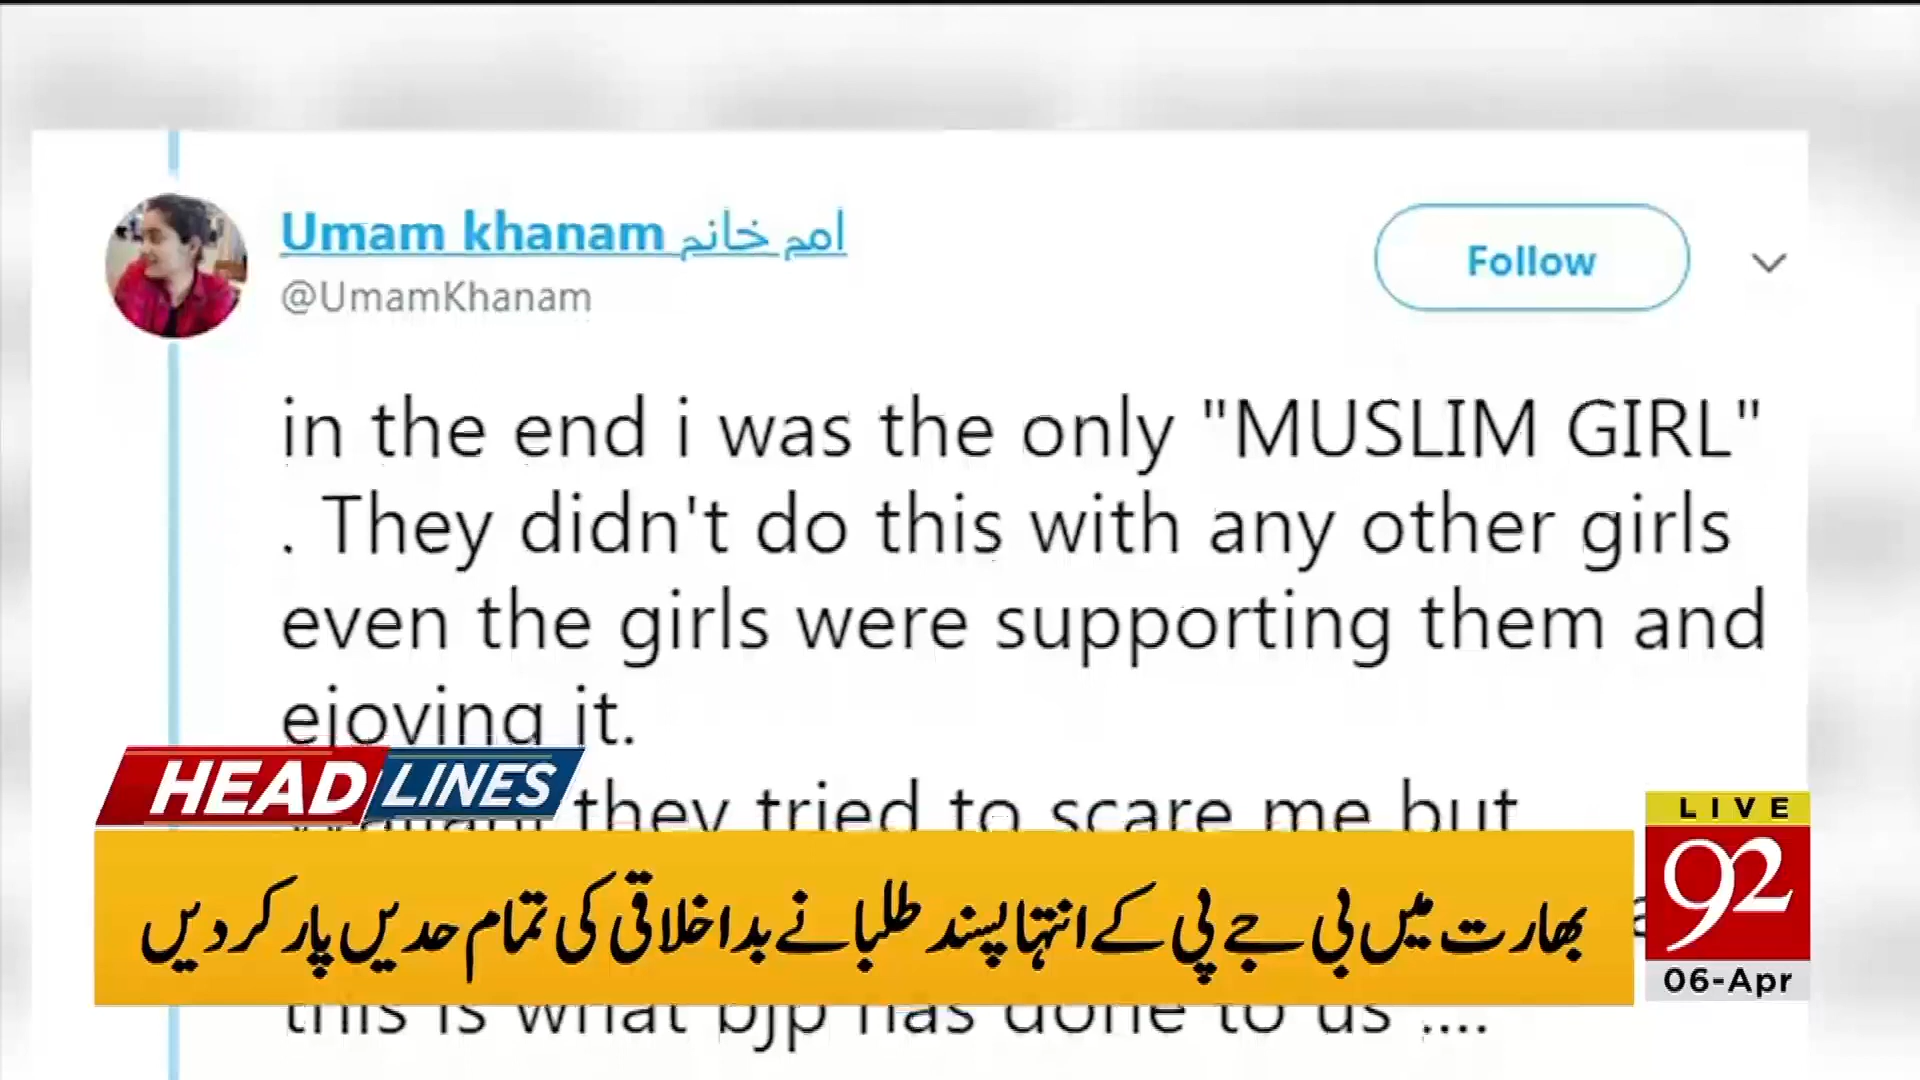 Umam khanam امم خانم
@UmamKhanam
Follow
in the end i was the only "MUSLIM GIRL"
. They didn't do this with any other girls
even the girls were supporting them and
ejoying it.
they tried to scare me but
HEADLINES
LIVE
92
06-Apr
بھارت میں بی جے پی کے انتہا پسند طلبا نے بداخلاقی کی تمام حدیں پار کر دیں
this is what bjp has done to us ....